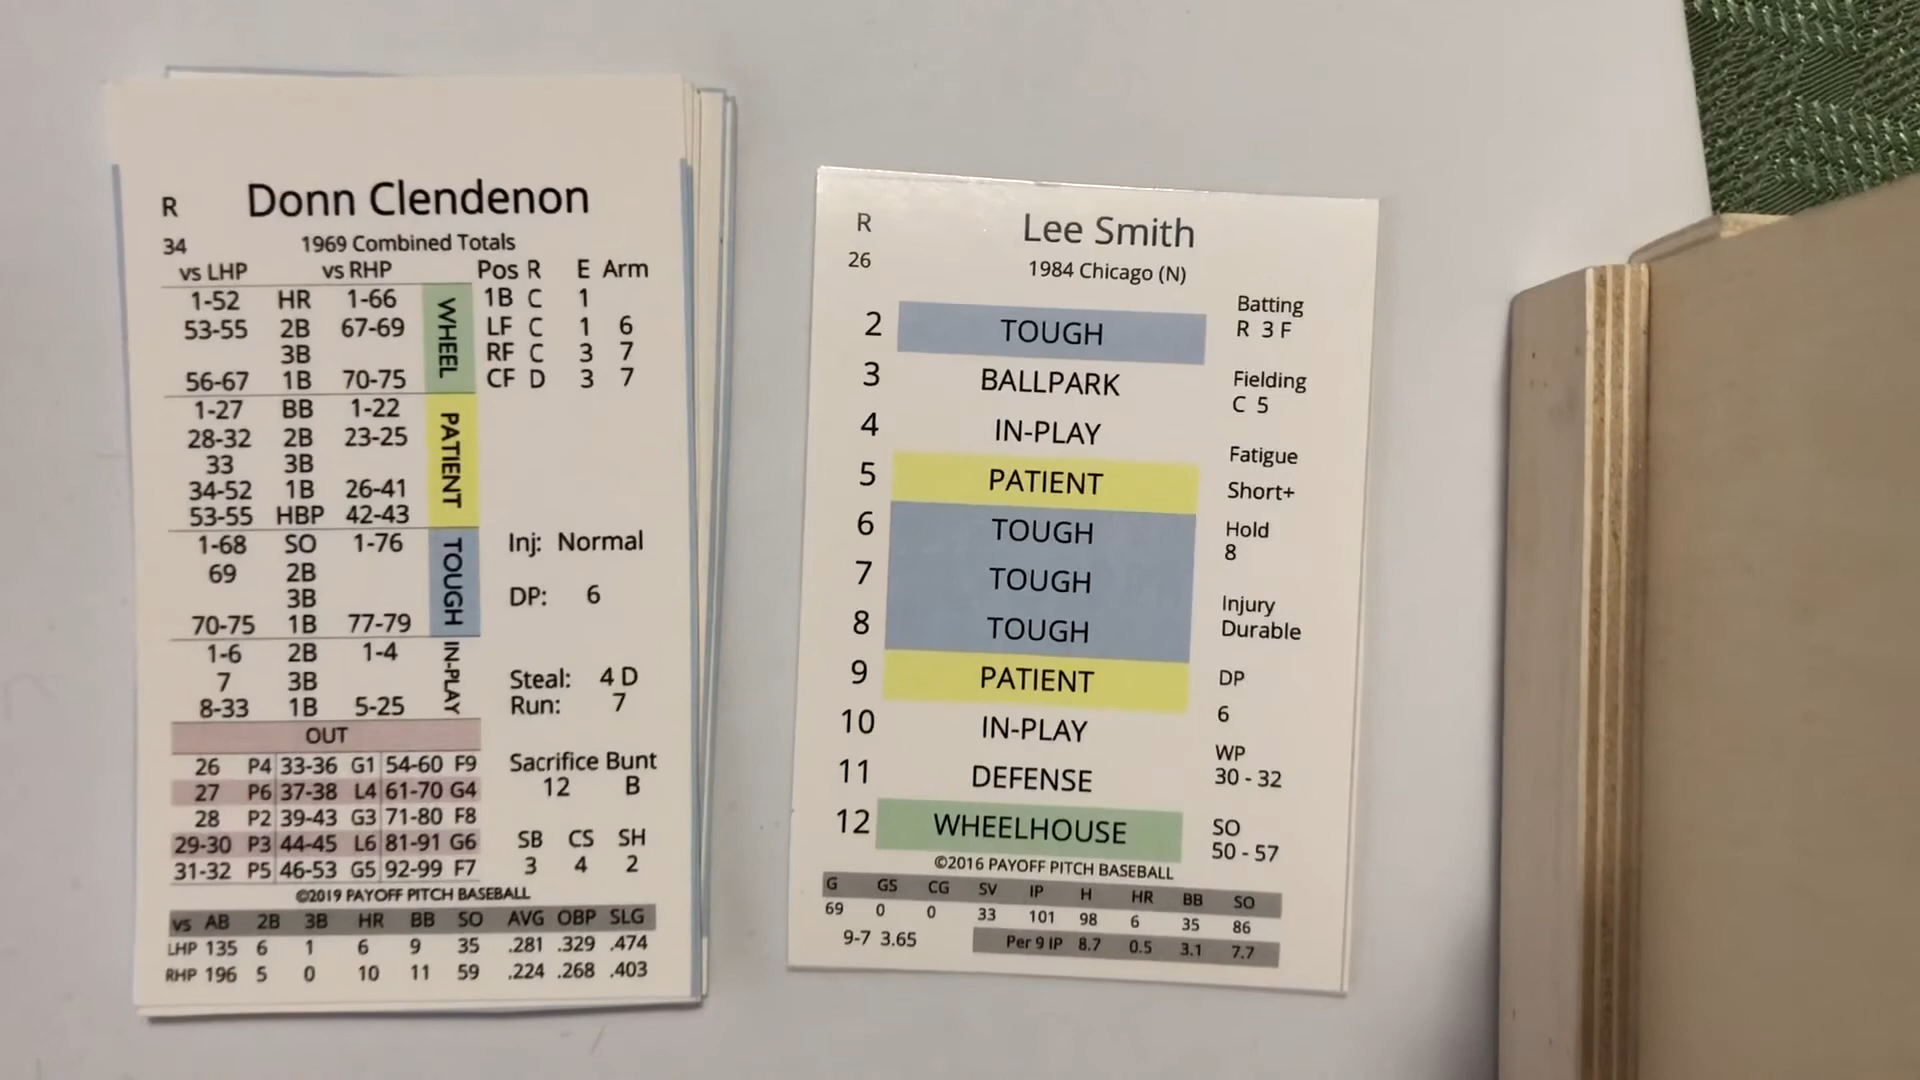 R Donn Clendenon
34 1969 Combined Totals
vs LHP vs RHP Pos R E Arm
1-52 HR 1-66 1B C 1
53-55 2B 67-69 LF C 1 6
3B RF C 3 7
56-67 1B 70-75 CF D 3 7
WHEEL
1-27 BB 1-22
28-32 2B 23-25
33 3B
34-52 1B 26-41
53-55 HBP 42-43
PATIENT
1-68 SO 1-76 Inj: Normal
69 2B
3B DP: 6
70-75 1B 77-79
TOUGH
1-6 2B 1-4
7 3B Steal: 4 D
8-33 1B 5-25 Run: 7
IN-PLAY
OUT
26 P4 33-36 G1 54-60 F9 Sacrifice Bunt
27 P6 37-38 L4 61-70 G4 12 B
28 P2 39-43 G3 71-80 F8
29-30 P3 44-45 L6 81-91 G6 SB CS SH
31-32 P5 46-53 G5 92-99 F7 3 4 2
©2019 PAYOFF PITCH BASEBALL
vs AB 2B 3B HR BB SO AVG OBP SLG
LHP 135 6 1 6 9 35 .281 .329 .474
RHP 196 5 0 10 11 59 .224 .268 .403
R Lee Smith
26 1984 Chicago (N)
2 TOUGH
3 BALLPARK
4 IN-PLAY
5 PATIENT
6 TOUGH
7 TOUGH
8 TOUGH
9 PATIENT
10 IN-PLAY
11 DEFENSE
12 WHEELHOUSE
Batting
R 3 F
Fielding
C 5
Fatigue
Short+
Hold
8
Injury
Durable
DP
6
WP
30 - 32
SO
50 - 57
©2016 PAYOFF PITCH BASEBALL
G GS CG SV IP H HR BB SO
69 0 0 33 101 98 6 35 86
9-7 3.65 Per 9 IP 8.7 0.5 3.1 7.7